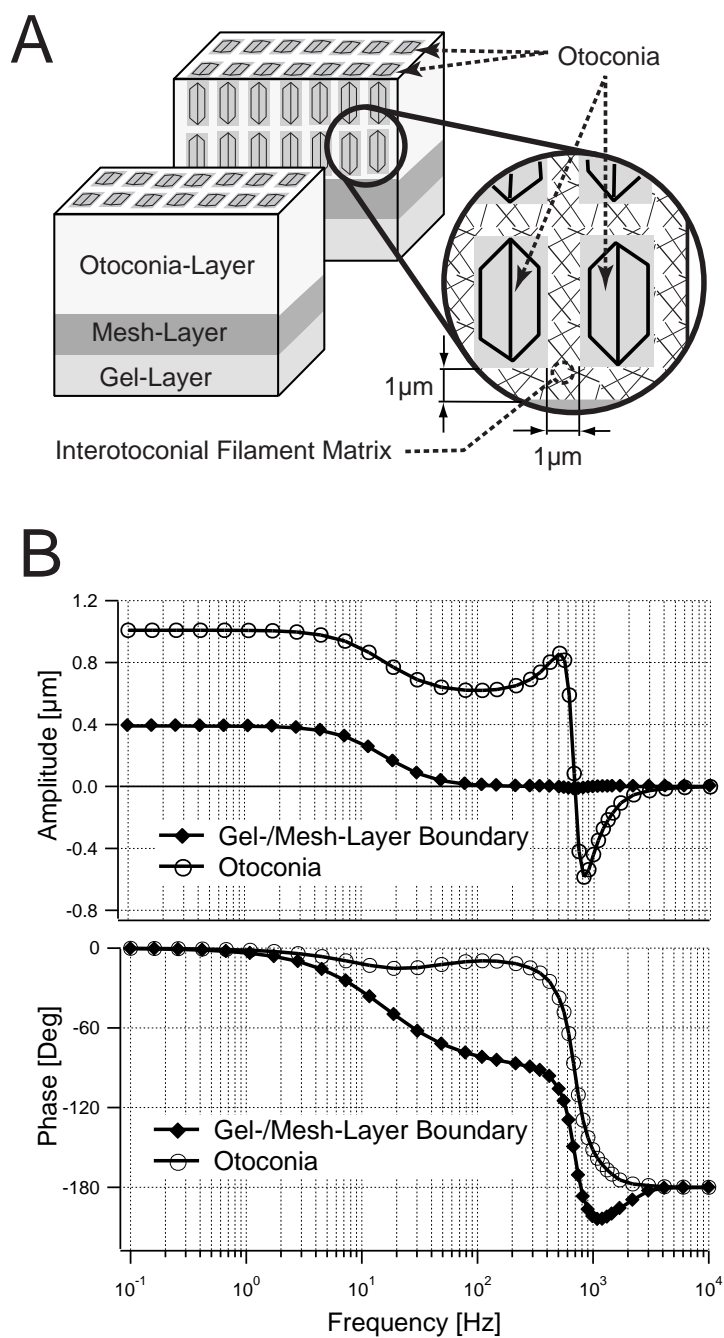 A
Otoconia
Otoconia-Layer
Mesh-Layer
Gel-Layer
1µm
Interotoconial Filament Matrix
1µm
B
1.2
0.8
0.4
0.0
-0.4
-0.8
Amplitude [µm]
Gel-/Mesh-Layer Boundary
Otoconia
0
-60
-120
-180
Phase [Deg]
Gel-/Mesh-Layer Boundary
Otoconia
10⁻¹ 10⁰ 10¹ 10² 10³ 10⁴
Frequency [Hz]